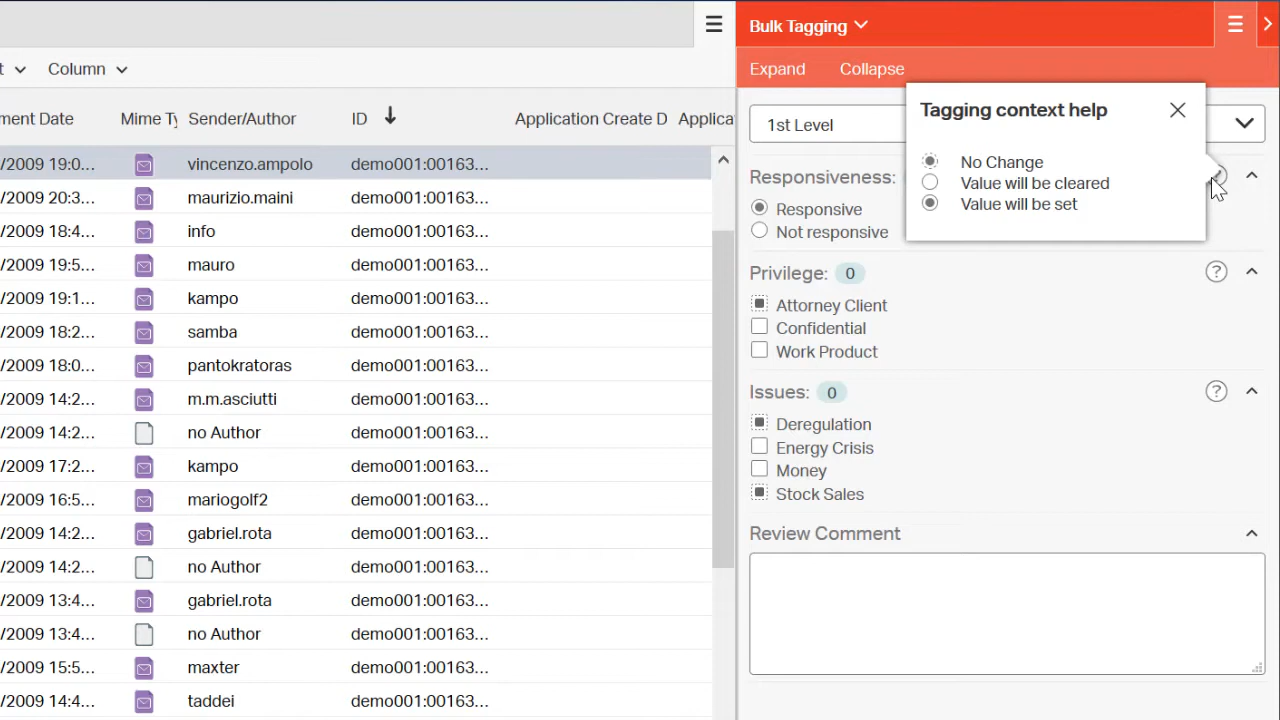 Bulk Tagging
t
Column
Expand
Collapse
ment Date
Mime Ty
Sender/Author
ID
Application Create D
Applica
/2009 19:0... vincenzo.ampolo demo001:00163...
/2009 20:3... maurizio.maini demo001:00163...
/2009 18:4... info demo001:00163...
/2009 19:5... mauro demo001:00163...
/2009 19:1... kampo demo001:00163...
/2009 18:2... samba demo001:00163...
/2009 18:0... pantokratoras demo001:00163...
/2009 14:2... m.m.asciutti demo001:00163...
/2009 14:2... no Author demo001:00163...
/2009 17:2... kampo demo001:00163...
/2009 16:5... mariogolf2 demo001:00163...
/2009 14:2... gabriel.rota demo001:00163...
/2009 14:2... no Author demo001:00163...
/2009 13:4... gabriel.rota demo001:00163...
/2009 13:4... no Author demo001:00163...
/2009 15:5... maxter demo001:00163...
/2009 14:4... taddei demo001:00163...
1st Level
Tagging context help
No Change
Value will be cleared
Value will be set
Responsiveness:
Responsive
Not responsive
Privilege: 0 ?
Attorney Client
Confidential
Work Product
Issues: 0 ?
Deregulation
Energy Crisis
Money
Stock Sales
Review Comment